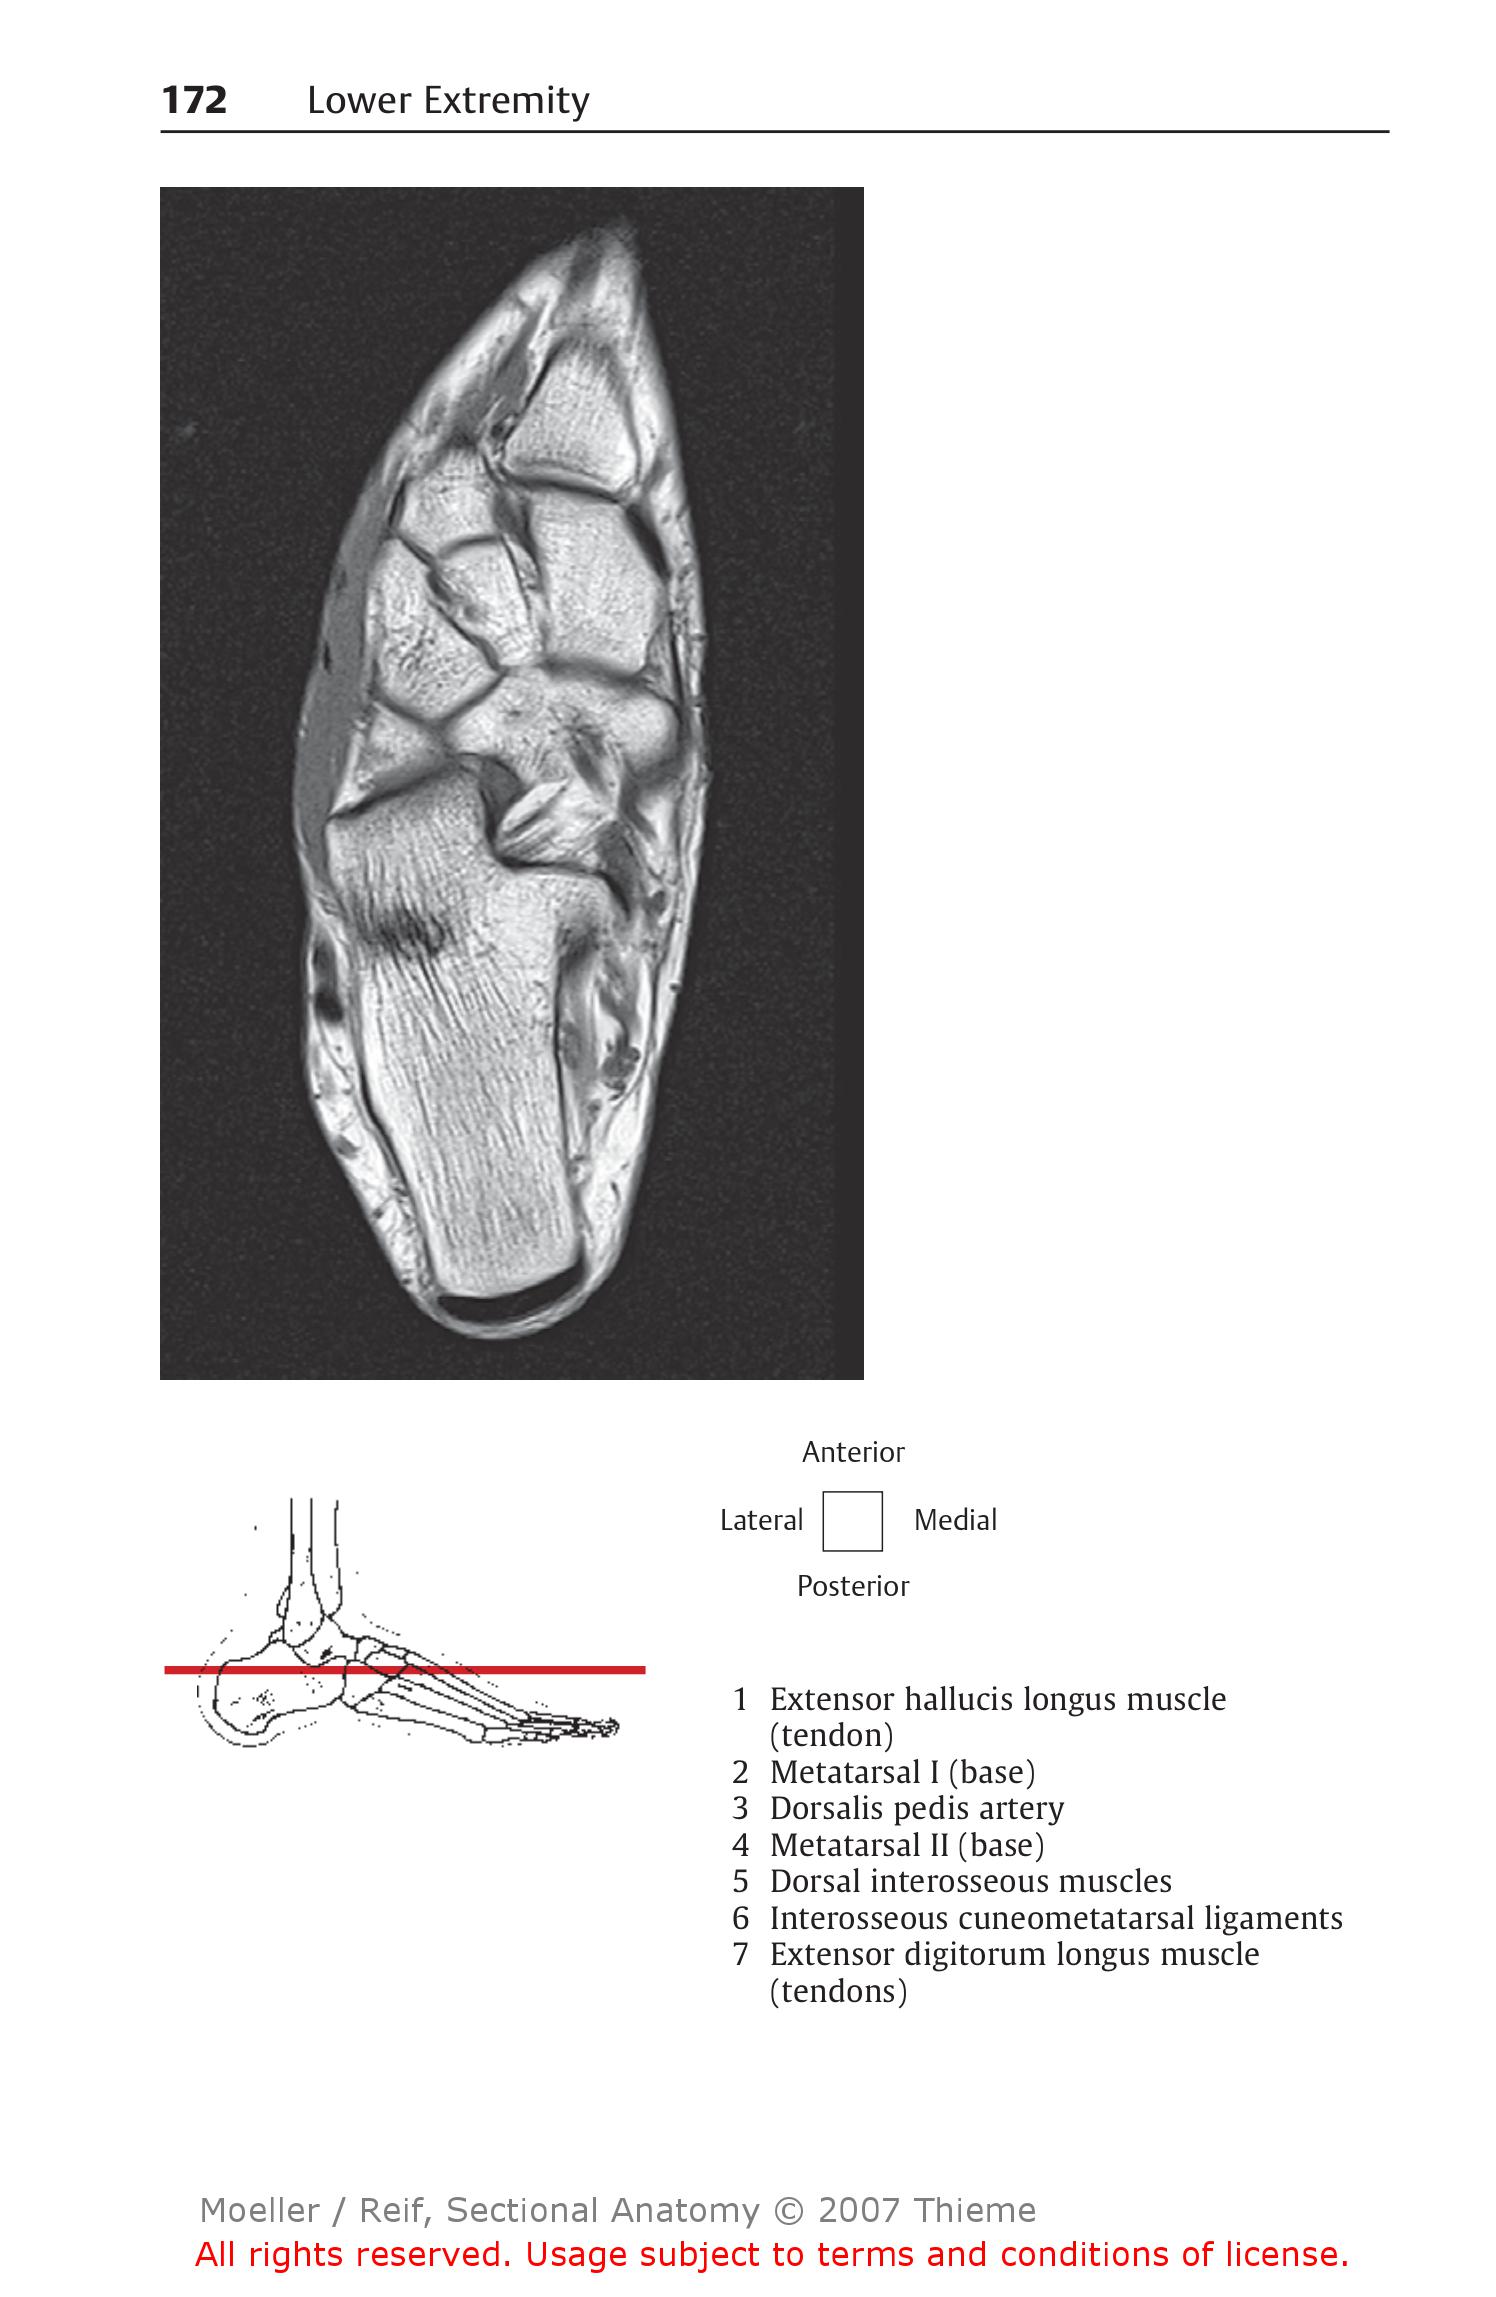 172 Lower Extremity
Anterior
Lateral Medial
Posterior
1 Extensor hallucis longus muscle
(tendon)
2 Metatarsal I (base)
3 Dorsalis pedis artery
4 Metatarsal II (base)
5 Dorsal interosseous muscles
6 Interosseous cuneometatarsal ligaments
7 Extensor digitorum longus muscle
(tendons)
Moeller / Reif, Sectional Anatomy © 2007 Thieme
All rights reserved. Usage subject to terms and conditions of license.